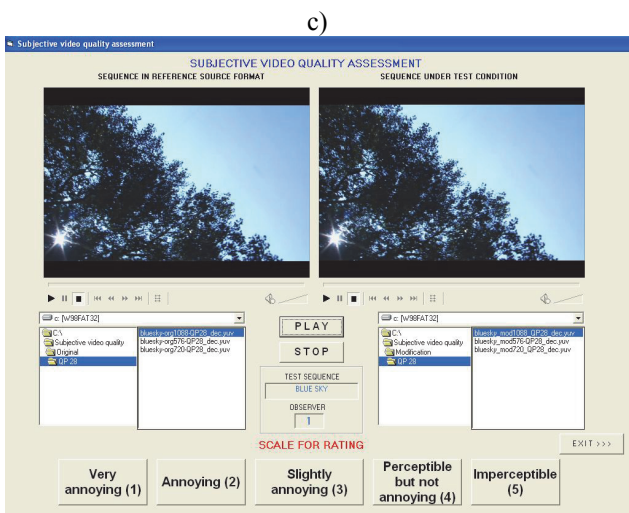 c)
Subjective video quality assessment
SUBJECTIVE VIDEO QUALITY ASSESSMENT
SEQUENCE IN REFERENCE SOURCE FORMAT
SEQUENCE UNDER TEST CONDITION
c: [W98FAT32]
C:\
Subjective video quality
Original
QP 28
bluesky-org1088-QP28_dec.yuv
bluesky-org576-QP28_dec.yuv
bluesky-org720-QP28_dec.yuv
PLAY
STOP
TEST SEQUENCE
BLUE SKY
OBSERVER
1
c: [W98FAT32]
C:\
Subjective video quality
Modification
QP 28
bluesky_mod1088_QP28_dec.yuv
bluesky_mod576-QP28_dec.yuv
bluesky_mod720_QP28_dec.yuv
SCALE FOR RATING
EXIT >>>
Very
annoying (1)
Annoying (2)
Slightly
annoying (3)
Perceptible
but not
annoying (4)
Imperceptible
(5)